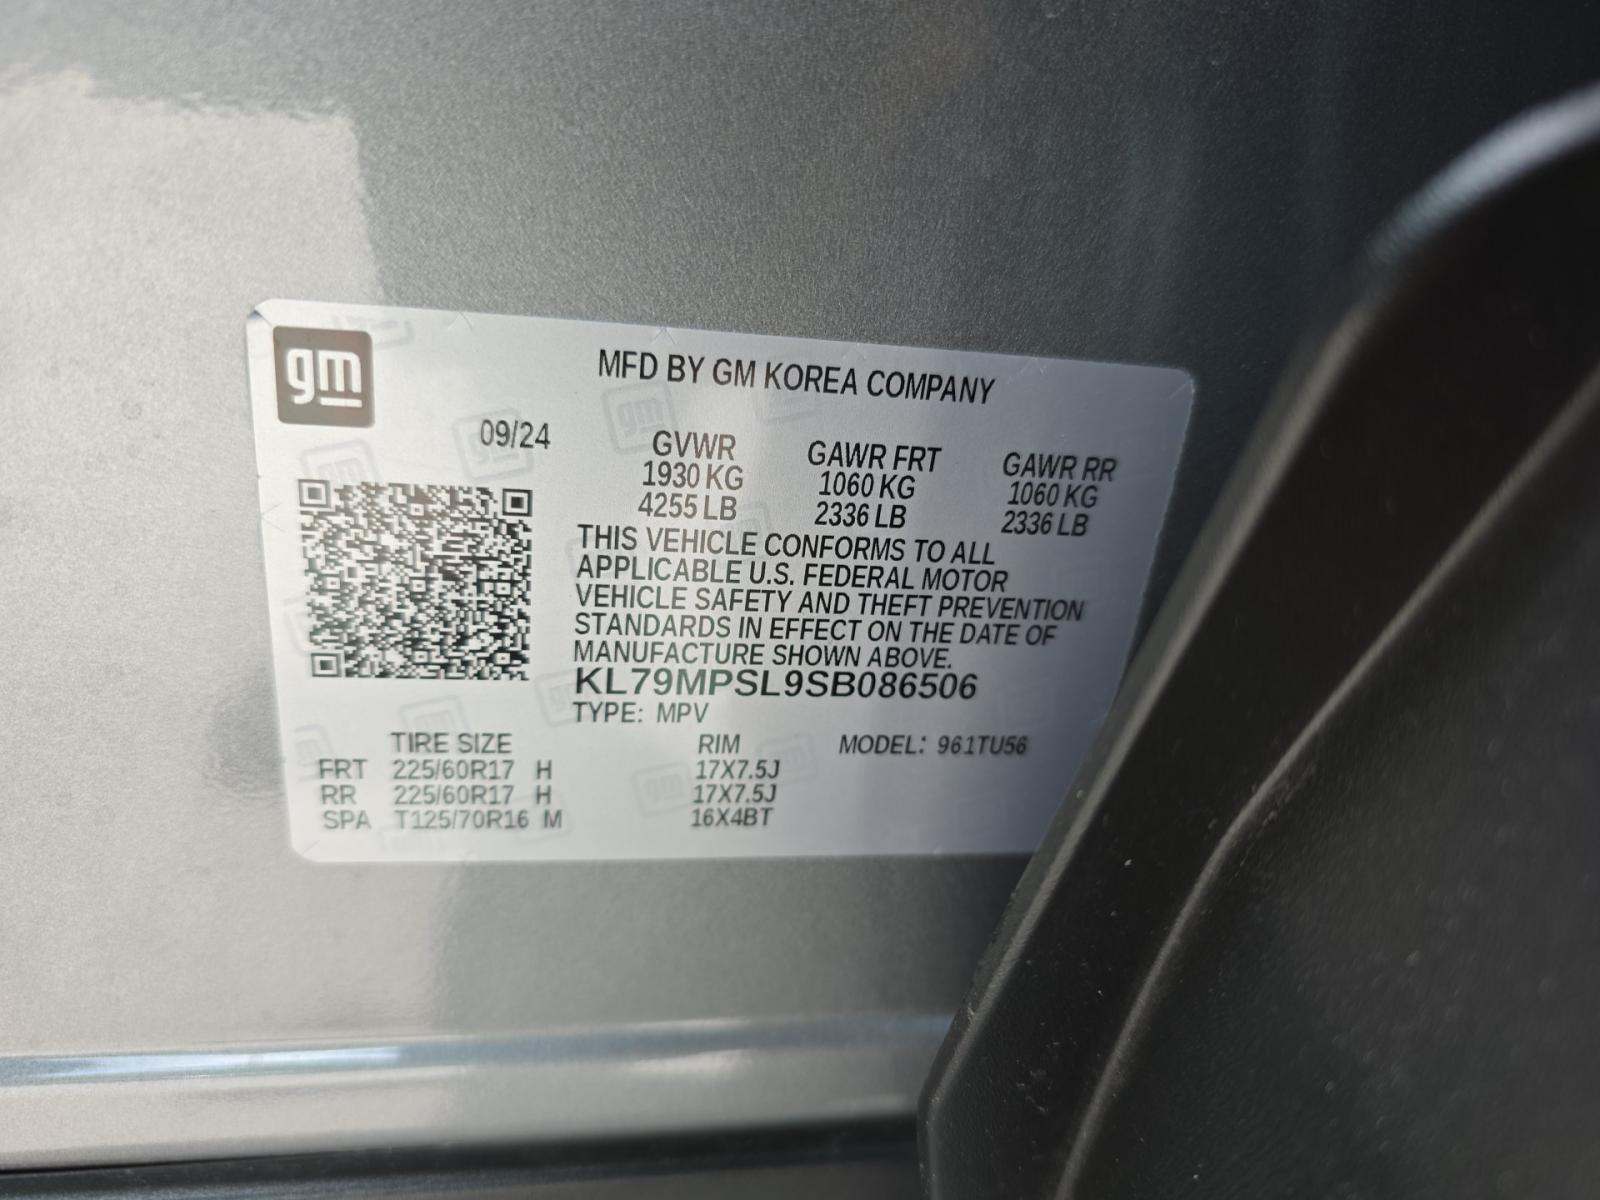 gm
MFD BY GM KOREA COMPANY
09/24
GVWR GAWR FRT GAWR RR
1930 KG 1060 KG 1060 KG
4255 LB 2336 LB 2336 LB
THIS VEHICLE CONFORMS TO ALL
APPLICABLE U.S. FEDERAL MOTOR
VEHICLE SAFETY AND THEFT PREVENTION
STANDARDS IN EFFECT ON THE DATE OF
MANUFACTURE SHOWN ABOVE.
KL79MPSL9SB086506
TYPE: MPV
TIRE SIZE RIM MODEL: 961TU56
FRT 225/60R17 H 17X7.5J
RR 225/60R17 H 17X7.5J
SPA T125/70R16 M 16X4BT